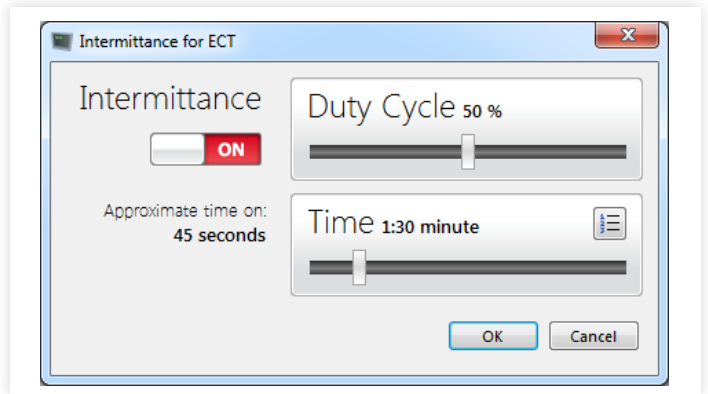 Intermittance for ECT
Intermittance
ON
Approximate time on:
45 seconds
Duty Cycle 50 %
Time 1:30 minute
OK
Cancel